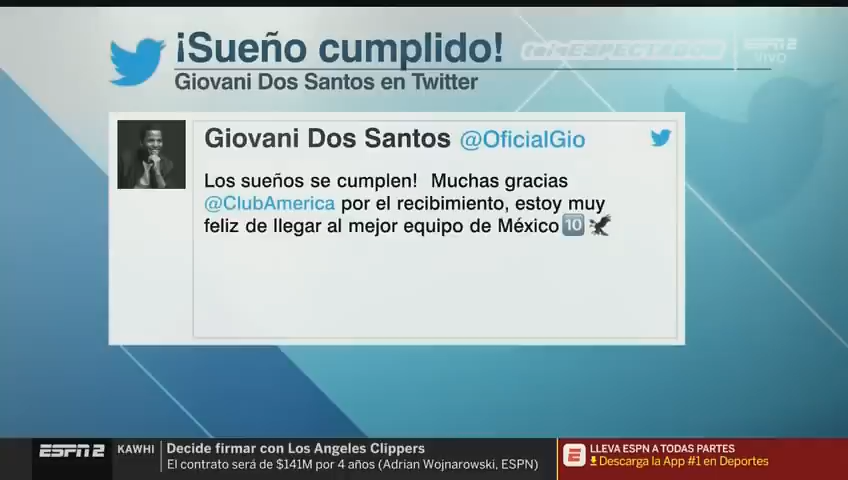 ¡Sueño cumplido!
Giovani Dos Santos en Twitter
teleESPECTADOR
ESPN 2
VIVO
Giovani Dos Santos @OficialGio
Los sueños se cumplen! Muchas gracias
@ClubAmerica por el recibimiento, estoy muy
feliz de llegar al mejor equipo de México🔟🦅
ESPN 2
KAWHI
Decide firmar con Los Angeles Clippers
El contrato será de $141M por 4 años (Adrian Wojnarowski, ESPN)
E
LLEVA ESPN A TODAS PARTES
Descarga la App #1 en Deportes